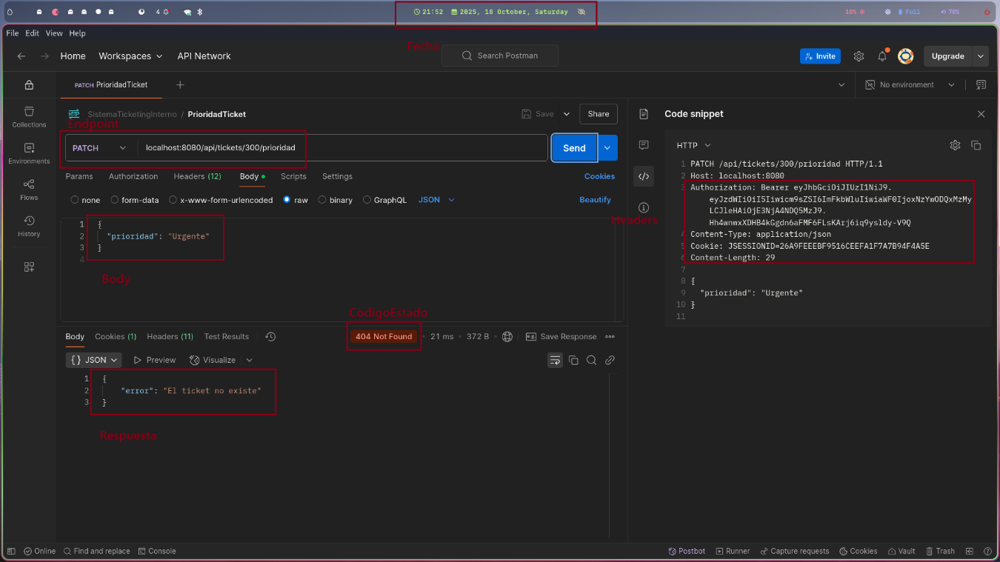 4
21:52 2025, 18 October, Saturday
10%
Full
70%
File Edit View Help
Fecha
Home Workspaces API Network
Search Postman
Invite
Upgrade
PATCH PrioridadTicket
No environment
Collections
Environments
Flows
History
HTTP SistemaTicketingInterno / PrioridadTicket
Save
Share
Endpoint
PATCH localhost:8080/api/tickets/300/prioridad
Send
Params Authorization Headers (12) Body Scripts Settings
Cookies
none form-data x-www-form-urlencoded raw binary GraphQL JSON
Beautify
1 {
2 "prioridad": "Urgente"
3 }
4
Body
CodigoEstado
Body Cookies (1) Headers (11) Test Results
404 Not Found 21 ms 372 B
e.g. Save Response
{} JSON Preview Visualize
1 {
2 "error": "El ticket no existe"
3 }
Respuesta
Code snippet
HTTP
1 PATCH /api/tickets/300/prioridad HTTP/1.1
2 Host: localhost:8080
3 Authorization: Bearer eyJhbGciOiJIUzI1NiJ9.
eyJzdWIiOiI5Iiwicm9sZSI6ImFkbWluIiwiaWF0IjoxNzYwODQxMzMy
LCJleHAiOjE3NjA4NDQ5MzJ9.
Hh4wnwxXDHB4kGgdn6aFMF6FLsKArj6iq9ysldy-V9Q
Headers
4 Content-Type: application/json
5 Cookie: JSESSIONID=26A9FEEEBF9516CEEFA1F7A7B94F4A5E
6 Content-Length: 29
7
8 {
9 "prioridad": "Urgente"
10 }
11
Online Find and replace Console
Postbot Runner Capture requests Cookies Vault Trash